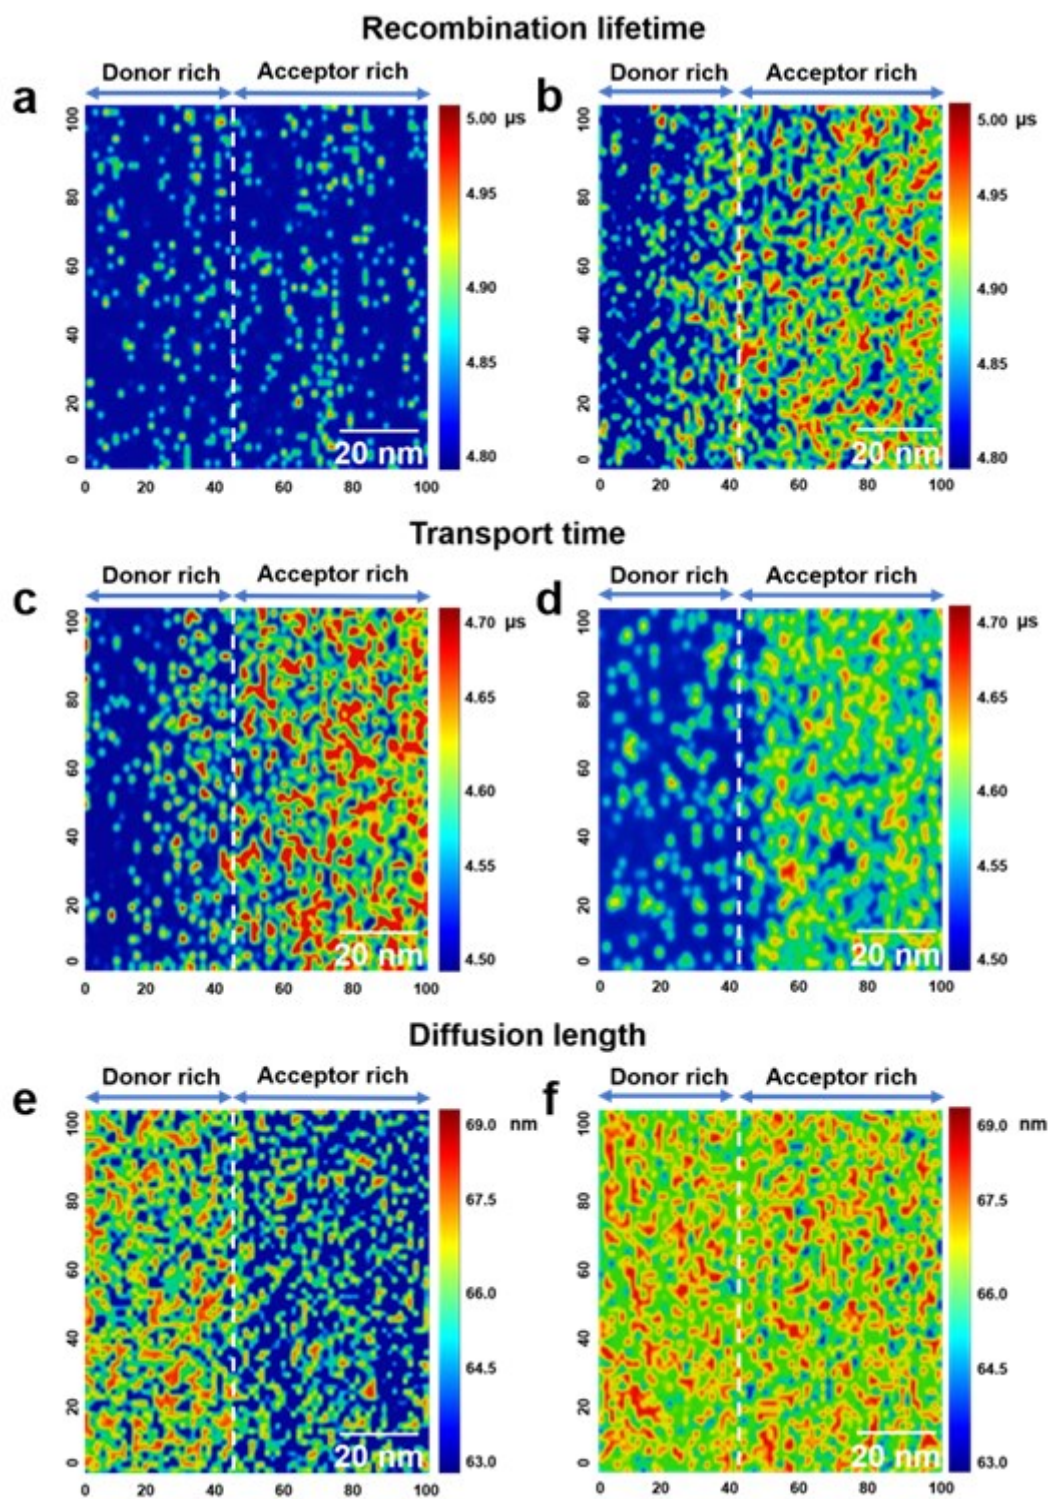 Recombination lifetime
Donor rich Acceptor rich Donor rich Acceptor rich
a b
100 80 60 40 20 0
5.00 μs
4.95
4.90
4.85
4.80
20 nm
0 20 40 60 80 100
100 80 60 40 20 0
5.00 μs
4.95
4.90
4.85
4.80
20 nm
0 20 40 60 80 100
Transport time
Donor rich Acceptor rich Donor rich Acceptor rich
c d
100 80 60 40 20 0
4.70 μs
4.65
4.60
4.55
4.50
20 nm
0 20 40 60 80 100
100 80 60 40 20 0
4.70 μs
4.65
4.60
4.55
4.50
20 nm
0 20 40 60 80 100
Diffusion length
Donor rich Acceptor rich Donor rich Acceptor rich
e f
100 80 60 40 20 0
69.0 nm
67.5
66.0
64.5
63.0
20 nm
0 20 40 60 80 100
100 80 60 40 20 0
69.0 nm
67.5
66.0
64.5
63.0
20 nm
0 20 40 60 80 100